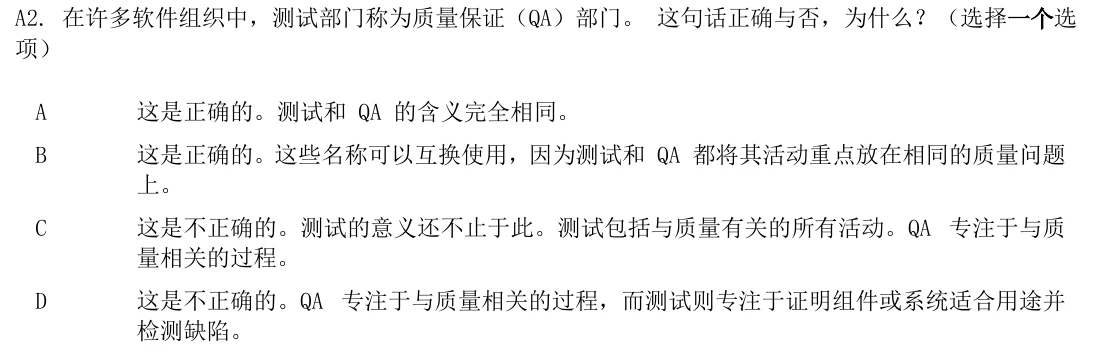 A2. 在许多软件组织中，测试部门称为质量保证（QA）部门。 这句话正确与否，为什么？（选择一个选
项）
A 这是正确的。测试和 QA 的含义完全相同。
B 这是正确的。这些名称可以互换使用，因为测试和 QA 都将其活动重点放在相同的质量问题
上。
C 这是不正确的。测试的意义还不止于此。测试包括与质量有关的所有活动。QA 专注于与质
量相关的过程。
D 这是不正确的。QA 专注于与质量相关的过程，而测试则专注于证明组件或系统适合用途并
检测缺陷。